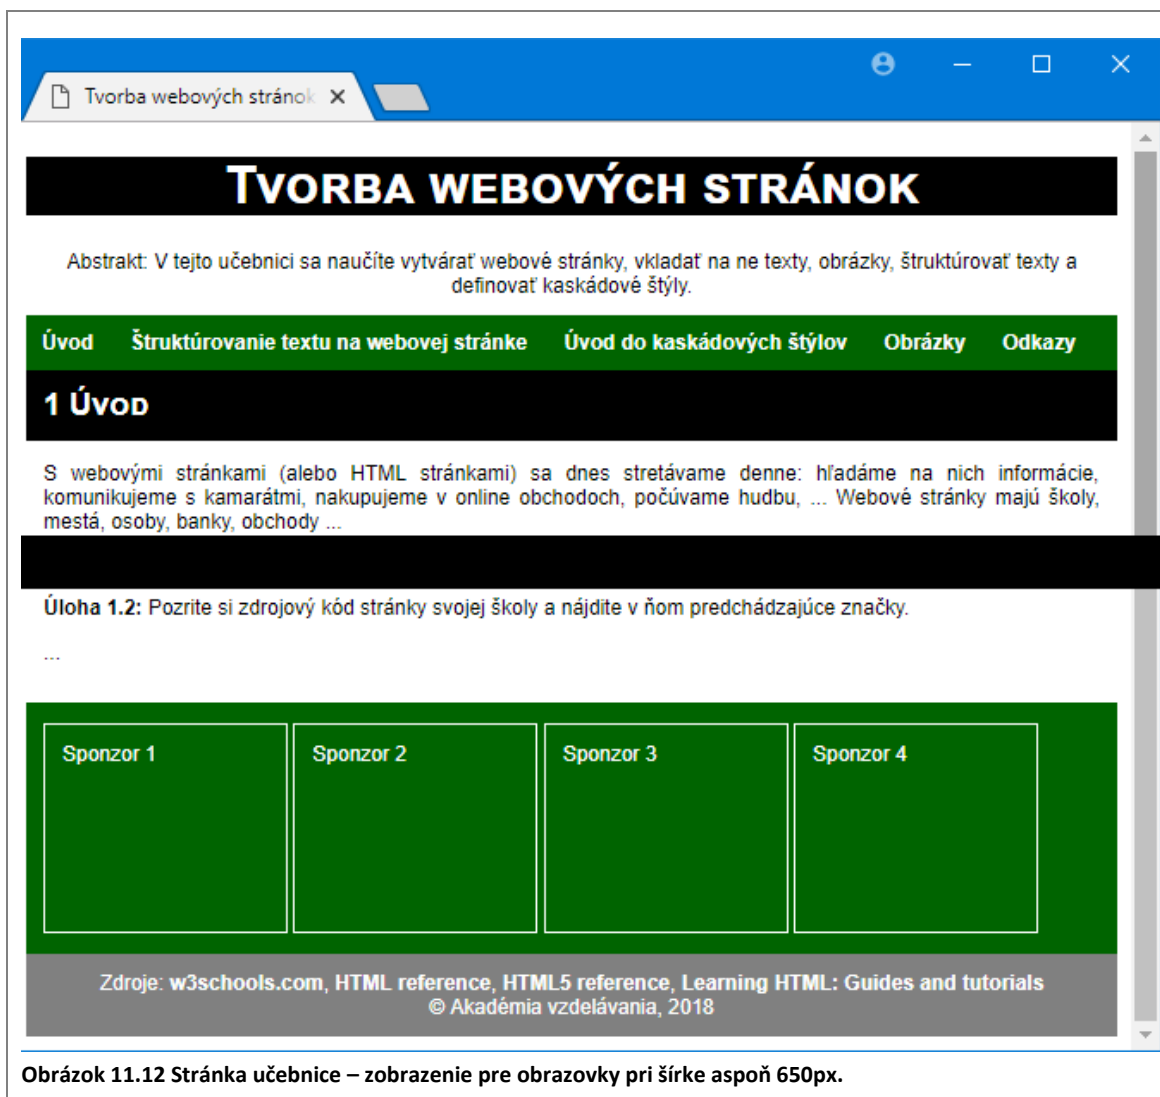 Tvorba webových stránok
Tvorba webových stránok
Abstrakt: V tejto učebnici sa naučíte vytvárať webové stránky, vkladať na ne texty, obrázky, štruktúrovať texty a
definovať kaskádové štýly.
Úvod Štruktúrovanie textu na webovej stránke Úvod do kaskádových štýlov Obrázky Odkazy
1 Úvod
S webovými stránkami (alebo HTML stránkami) sa dnes stretávame denne: hľadáme na nich informácie,
komunikujeme s kamarátmi, nakupujeme v online obchodoch, počúvame hudbu, ... Webové stránky majú školy,
mestá, osoby, banky, obchody ...
Úloha 1.2: Pozrite si zdrojový kód stránky svojej školy a nájdite v ňom predchádzajúce značky.
...
Sponzor 1 Sponzor 2 Sponzor 3 Sponzor 4
Zdroje: w3schools.com, HTML reference, HTML5 reference, Learning HTML: Guides and tutorials
© Akadémia vzdelávania, 2018
Obrázok 11.12 Stránka učebnice – zobrazenie pre obrazovky pri šírke aspoň 650px.